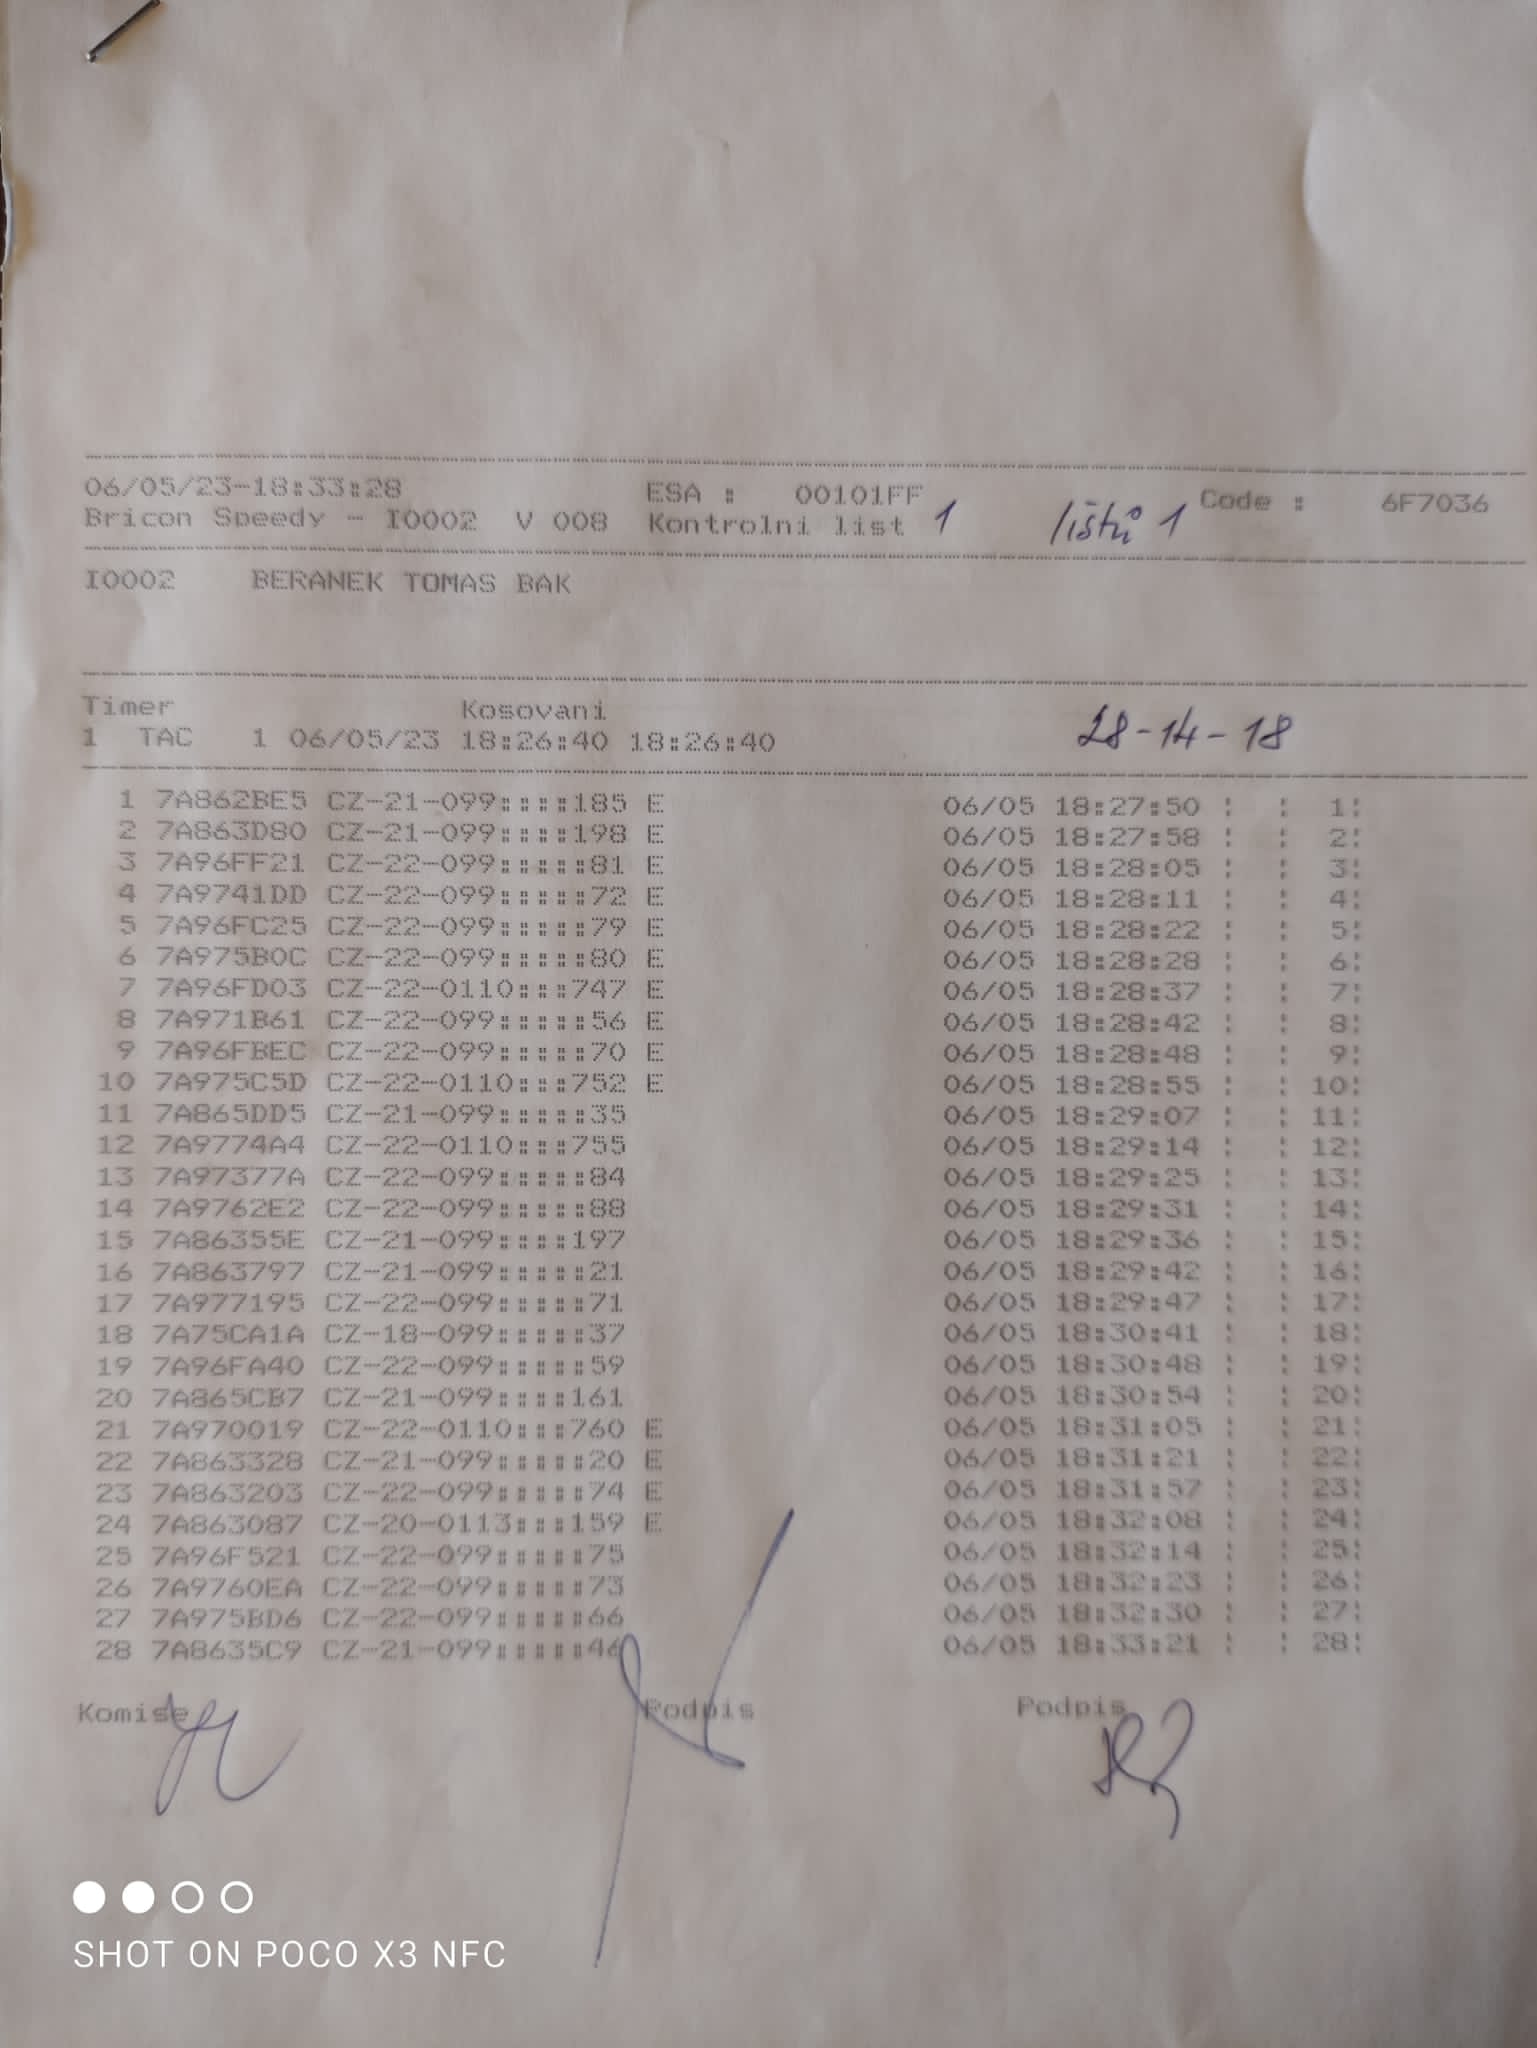 06/05/23-18:33:28 ESA : 00101FF Code : 6F7036
Bricon Speedy - I0002 V 008 Kontrolni list 1 lístů 1
I0002 BERANEK TOMAS BAK
Timer Kosovani
1 TAC 1 06/05/23 18:26:40 18:26:40 28-14-18
1 7A862BE5 CZ-21-099::::185 E 06/05 18:27:50 : : 1:
2 7A863D80 CZ-21-099::::198 E 06/05 18:27:58 : : 2:
3 7A96FF21 CZ-22-099:::::81 E 06/05 18:28:05 : : 3:
4 7A9741DD CZ-22-099:::::72 E 06/05 18:28:11 : : 4:
5 7A96FC25 CZ-22-099:::::79 E 06/05 18:28:22 : : 5:
6 7A975B0C CZ-22-099:::::80 E 06/05 18:28:28 : : 6:
7 7A96FD03 CZ-22-0110:::747 E 06/05 18:28:37 : : 7:
8 7A971B61 CZ-22-099:::::56 E 06/05 18:28:42 : : 8:
9 7A96FBEC CZ-22-099:::::70 E 06/05 18:28:48 : : 9:
10 7A975C5D CZ-22-0110:::752 E 06/05 18:28:55 : : 10:
11 7A865DD5 CZ-21-099:::::35 06/05 18:29:07 : : 11:
12 7A9774A4 CZ-22-0110:::755 06/05 18:29:14 : : 12:
13 7A97377A CZ-22-099:::::84 06/05 18:29:25 : : 13:
14 7A9762E2 CZ-22-099:::::88 06/05 18:29:31 : : 14:
15 7A86355E CZ-21-099::::197 06/05 18:29:36 : : 15:
16 7A863797 CZ-21-099:::::21 06/05 18:29:42 : : 16:
17 7A977195 CZ-22-099:::::71 06/05 18:29:47 : : 17:
18 7A75CA1A CZ-18-099:::::37 06/05 18:30:41 : : 18:
19 7A96FA40 CZ-22-099:::::59 06/05 18:30:48 : : 19:
20 7A865CB7 CZ-21-099::::161 06/05 18:30:54 : : 20:
21 7A970019 CZ-22-0110:::760 E 06/05 18:31:05 : : 21:
22 7A863328 CZ-21-099:::::20 E 06/05 18:31:21 : : 22:
23 7A863203 CZ-22-099:::::74 E 06/05 18:31:57 : : 23:
24 7A863087 CZ-20-0113:::159 E 06/05 18:32:08 : : 24:
25 7A96F521 CZ-22-099:::::75 06/05 18:32:14 : : 25:
26 7A9760EA CZ-22-099:::::73 06/05 18:32:23 : : 26:
27 7A975BD6 CZ-22-099:::::66 06/05 18:32:30 : : 27:
28 7A8635C9 CZ-21-099:::::46 06/05 18:33:21 : : 28:
Komise Podpis Podpis
SHOT ON POCO X3 NFC